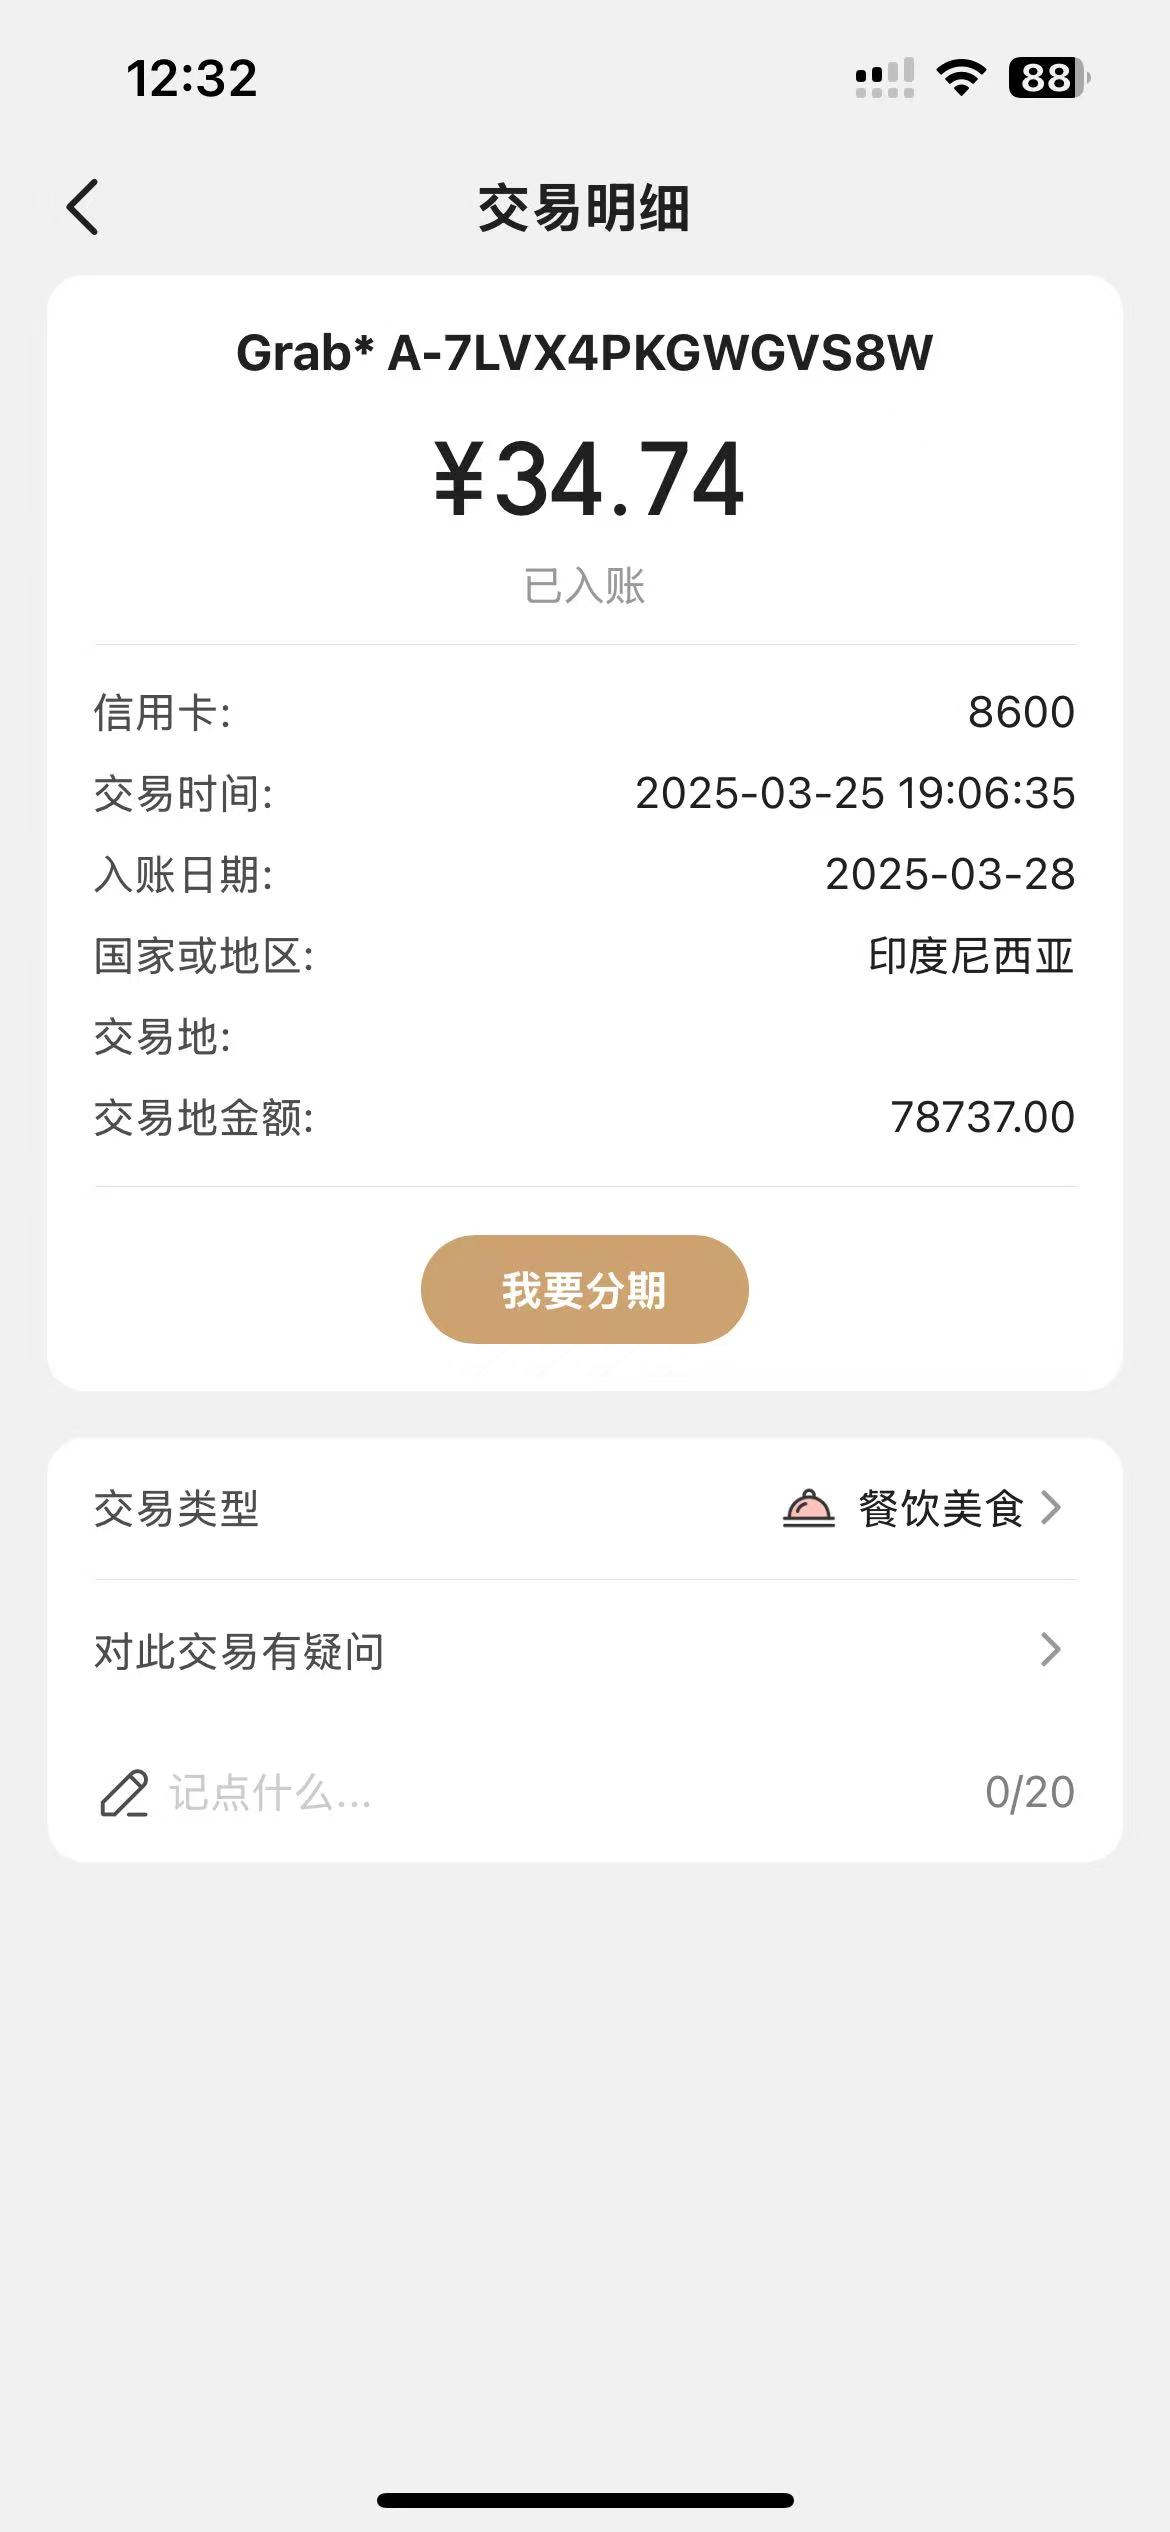 12:32
88
交易明细
Grab* A-7LVX4PKGWGVS8W
¥34.74
已入账
信用卡: 8600
交易时间: 2025-03-25 19:06:35
入账日期: 2025-03-28
国家或地区: 印度尼西亚
交易地:
交易地金额: 78737.00
我要分期
交易类型 餐饮美食
对此交易有疑问
记点什么... 0/20